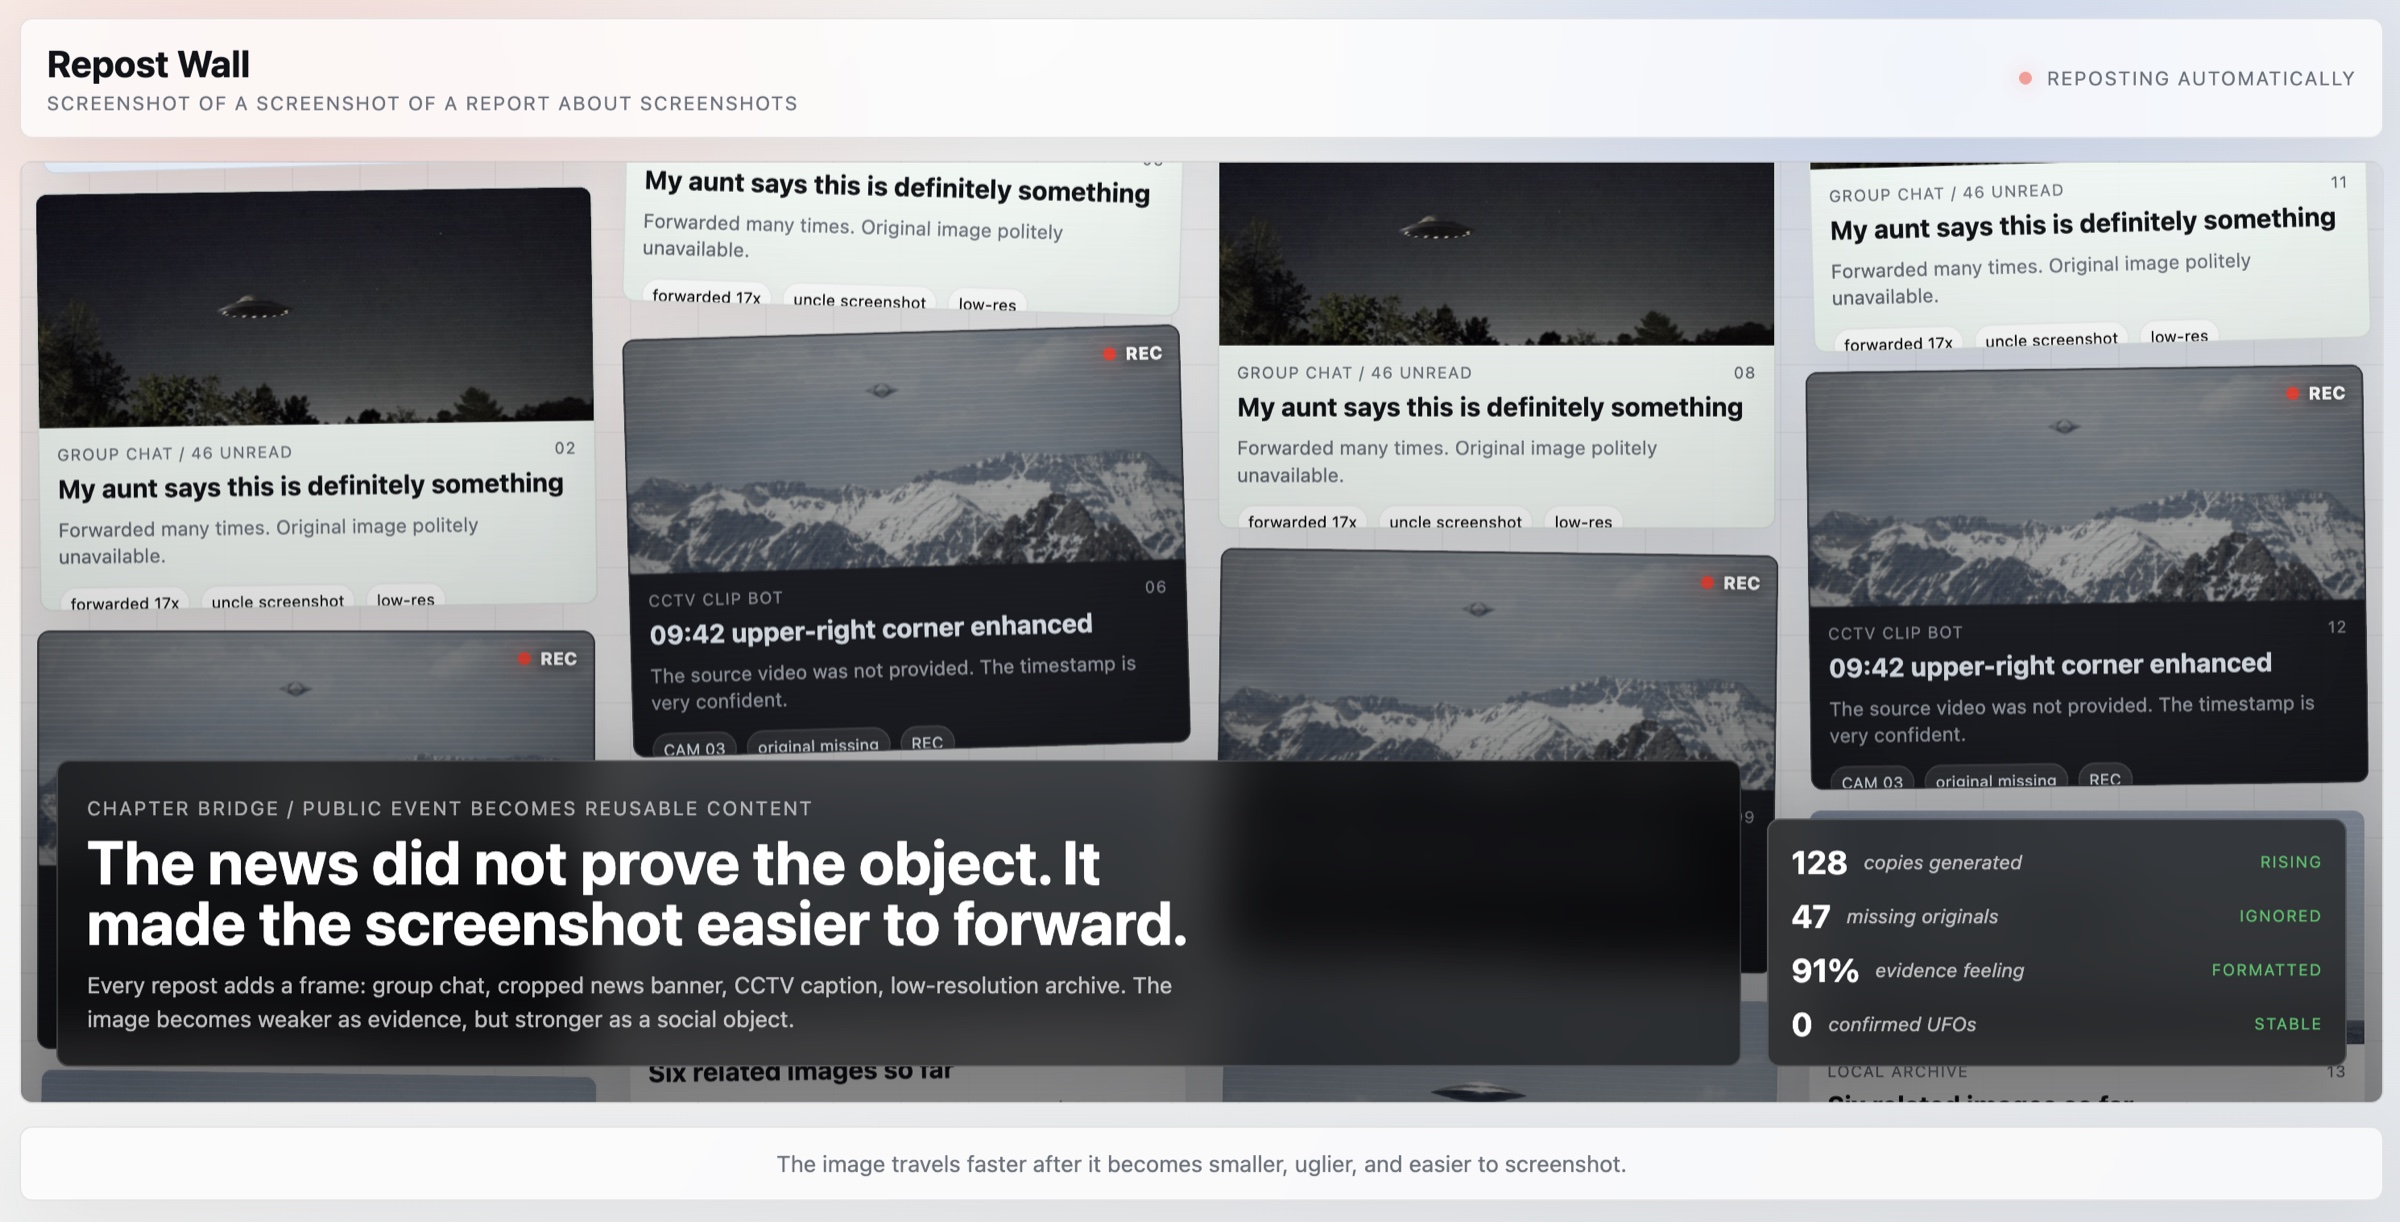 Repost Wall
SCREENSHOT OF A SCREENSHOT OF A REPORT ABOUT SCREENSHOTS
REPOSTING AUTOMATICALLY
GROUP CHAT / 46 UNREAD
02
My aunt says this is definitely something
Forwarded many times. Original image politely
unavailable.
forwarded 17x
uncle screenshot
low-res
REC
My aunt says this is definitely something
Forwarded many times. Original image politely
unavailable.
forwarded 17x
uncle screenshot
low-res
REC
CCTV CLIP BOT
06
09:42 upper-right corner enhanced
The source video was not provided. The timestamp is
very confident.
CAM 03
original missing
REC
Six related images so far
GROUP CHAT / 46 UNREAD
08
My aunt says this is definitely something
Forwarded many times. Original image politely
unavailable.
forwarded 17x
uncle screenshot
low-res
REC
GROUP CHAT / 46 UNREAD
11
My aunt says this is definitely something
Forwarded many times. Original image politely
unavailable.
forwarded 17x
uncle screenshot
low-res
REC
CCTV CLIP BOT
12
09:42 upper-right corner enhanced
The source video was not provided. The timestamp is
very confident.
CAM 03
original missing
REC
CHAPTER BRIDGE / PUBLIC EVENT BECOMES REUSABLE CONTENT
The news did not prove the object. It
made the screenshot easier to forward.
Every repost adds a frame: group chat, cropped news banner, CCTV caption, low-resolution archive. The
image becomes weaker as evidence, but stronger as a social object.
128 copies generated RISING
47 missing originals IGNORED
91% evidence feeling FORMATTED
0 confirmed UFOs STABLE
LOCAL ARCHIVE
13
Six related images so far
The image travels faster after it becomes smaller, uglier, and easier to screenshot.